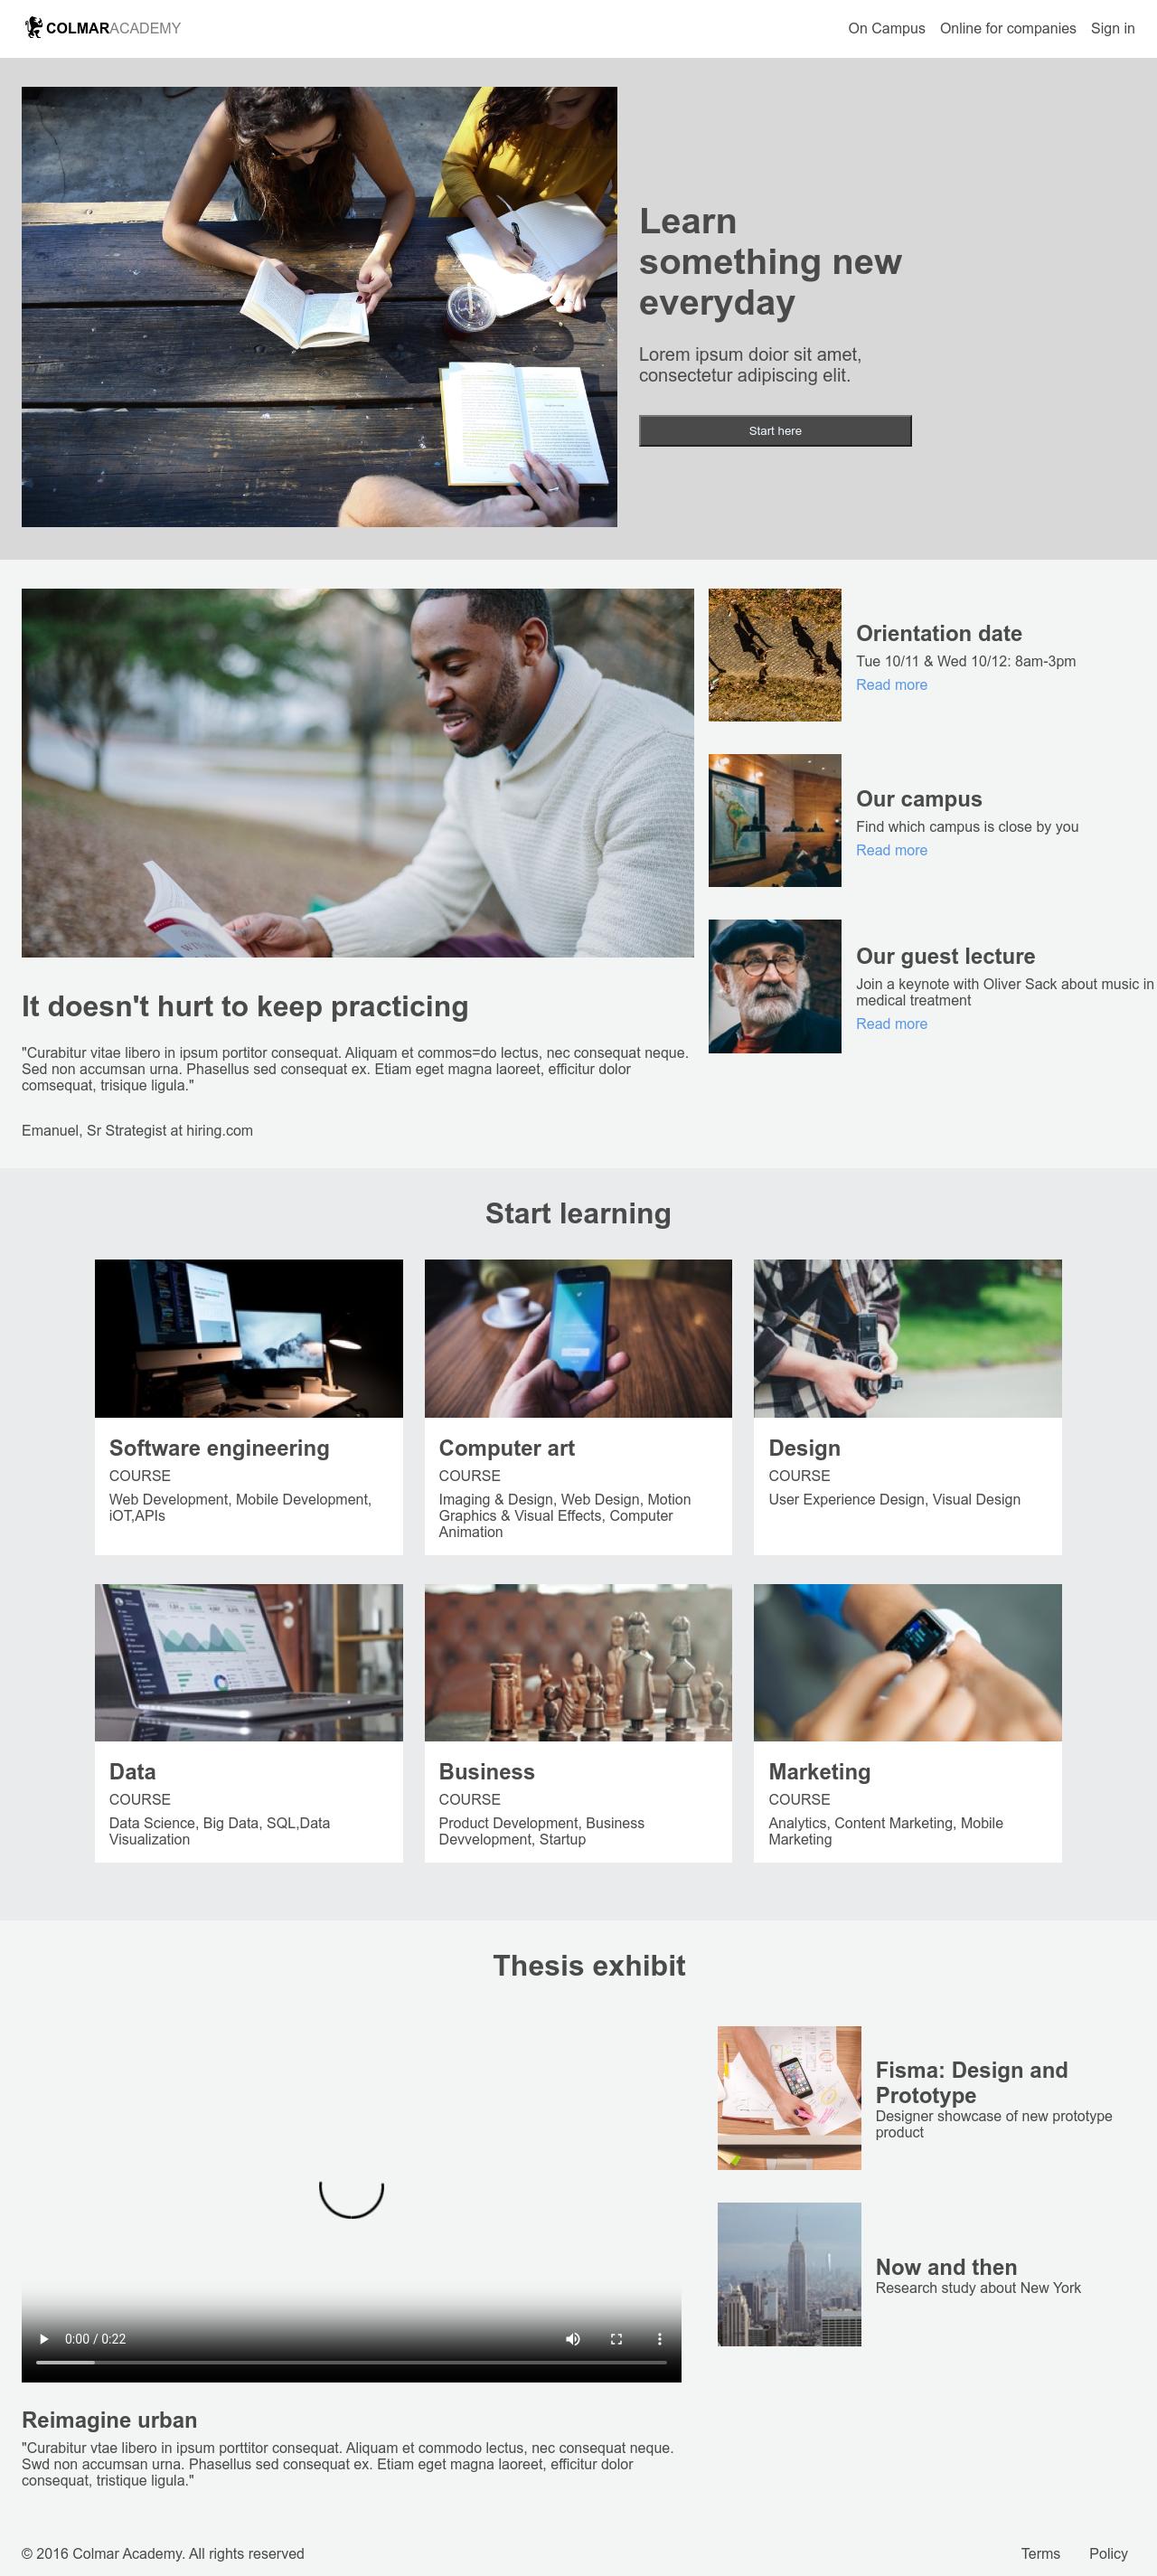 COLMARACADEMY
On Campus Online for companies Sign in
Learn
something new
everyday
Lorem ipsum doior sit amet,
consectetur adipiscing elit.
Start here
Orientation date
Tue 10/11 & Wed 10/12: 8am-3pm
Read more
Our campus
Find which campus is close by you
Read more
Our guest lecture
Join a keynote with Oliver Sack about music in
medical treatment
Read more
It doesn't hurt to keep practicing
"Curabitur vitae libero in ipsum portitor consequat. Aliquam et commos=do lectus, nec consequat neque.
Sed non accumsan urna. Phasellus sed consequat ex. Etiam eget magna laoreet, efficitur dolor
comsequat, trisique ligula."
Emanuel, Sr Strategist at hiring.com
Start learning
Software engineering
COURSE
Web Development, Mobile Development,
iOT,APIs
Computer art
COURSE
Imaging & Design, Web Design, Motion
Graphics & Visual Effects, Computer
Animation
Design
COURSE
User Experience Design, Visual Design
Data
COURSE
Data Science, Big Data, SQL,Data
Visualization
Business
COURSE
Product Development, Business
Devvelopment, Startup
Marketing
COURSE
Analytics, Content Marketing, Mobile
Marketing
Thesis exhibit
0:00 / 0:22
Fisma: Design and
Prototype
Designer showcase of new prototype
product
Now and then
Research study about New York
Reimagine urban
"Curabitur vtae libero in ipsum porttitor consequat. Aliquam et commodo lectus, nec consequat neque.
Swd non accumsan urna. Phasellus sed consequat ex. Etiam eget magna laoreet, efficitur dolor
consequat, tristique ligula."
© 2016 Colmar Academy. All rights reserved
Terms Policy